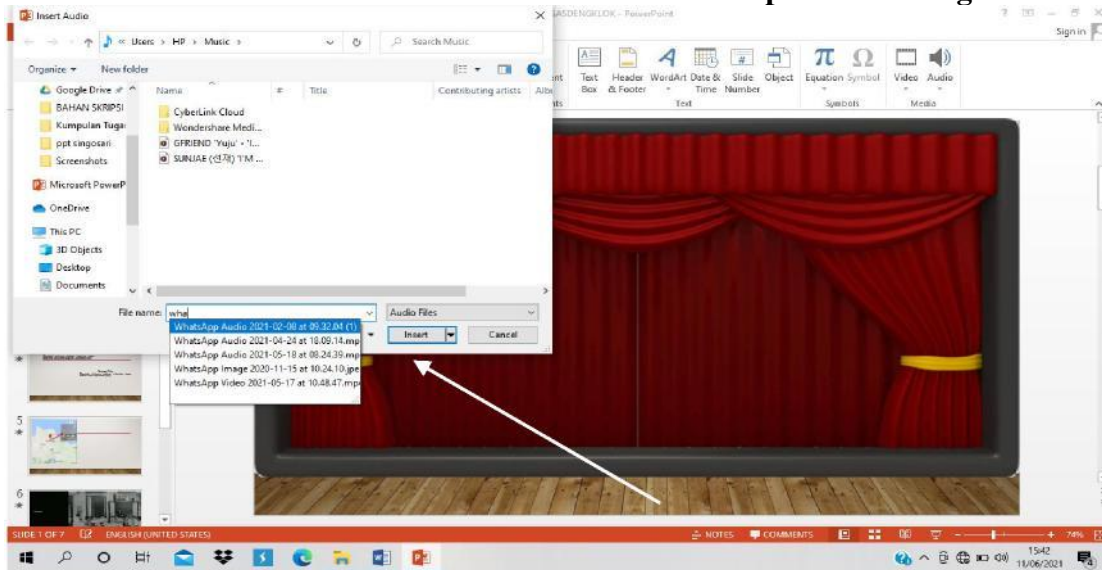 Insert Audio
GASDENGKLOK - PowerPoint
Sign in
« Users > HP > Music >
Search Music
Organize
New folder
Text Box
Header & Footer
WordArt
Date & Time
Slide Number
Object
Equation
Symbol
Video
Audio
Text
Symbols
Media
Google Drive
BAHAN SKRIPSI
Kumpulan Tuga
ppt singosari
Screenshots
Microsoft PowerP
OneDrive
This PC
3D Objects
Desktop
Documents
Name
#
Title
Contributing artists
CyberLink Cloud
Wondershare Medi...
GFRIEND 'Yuju' - 'I...
SUNJAE (선재) 'I'M ...
File name:
wha
Audio Files
WhatsApp Audio 2021-02-08 at 09.32.04 (1)
WhatsApp Audio 2021-04-24 at 18.09.14.mp
WhatsApp Audio 2021-05-18 at 08.24.39.mp
WhatsApp Image 2020-11-15 at 10.24.10.jpe
WhatsApp Video 2021-05-17 at 10.48.47.mp
Insert
Cancel
5
6
SLIDE 1 OF 7
ENGLISH (UNITED STATES)
NOTES
COMMENTS
74%
15:42
11/06/2021